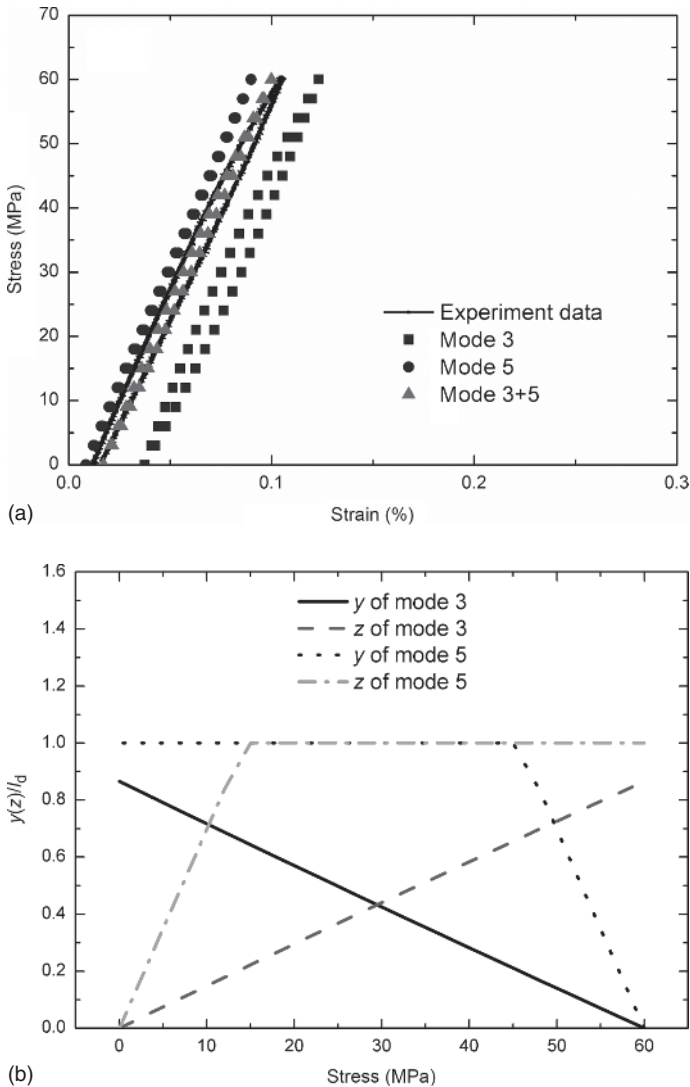 70
60
50
40
30
20
10
0
Stress (MPa)
Experiment data
Mode 3
Mode 5
Mode 3+5
0.0
0.1
0.2
0.3
Strain (%)
(a)
1.6
1.4
1.2
1.0
0.8
0.6
0.4
0.2
0.0
y(z)/ld
y of mode 3
z of mode 3
y of mode 5
z of mode 5
0
10
20
30
40
50
60
Stress (MPa)
(b)